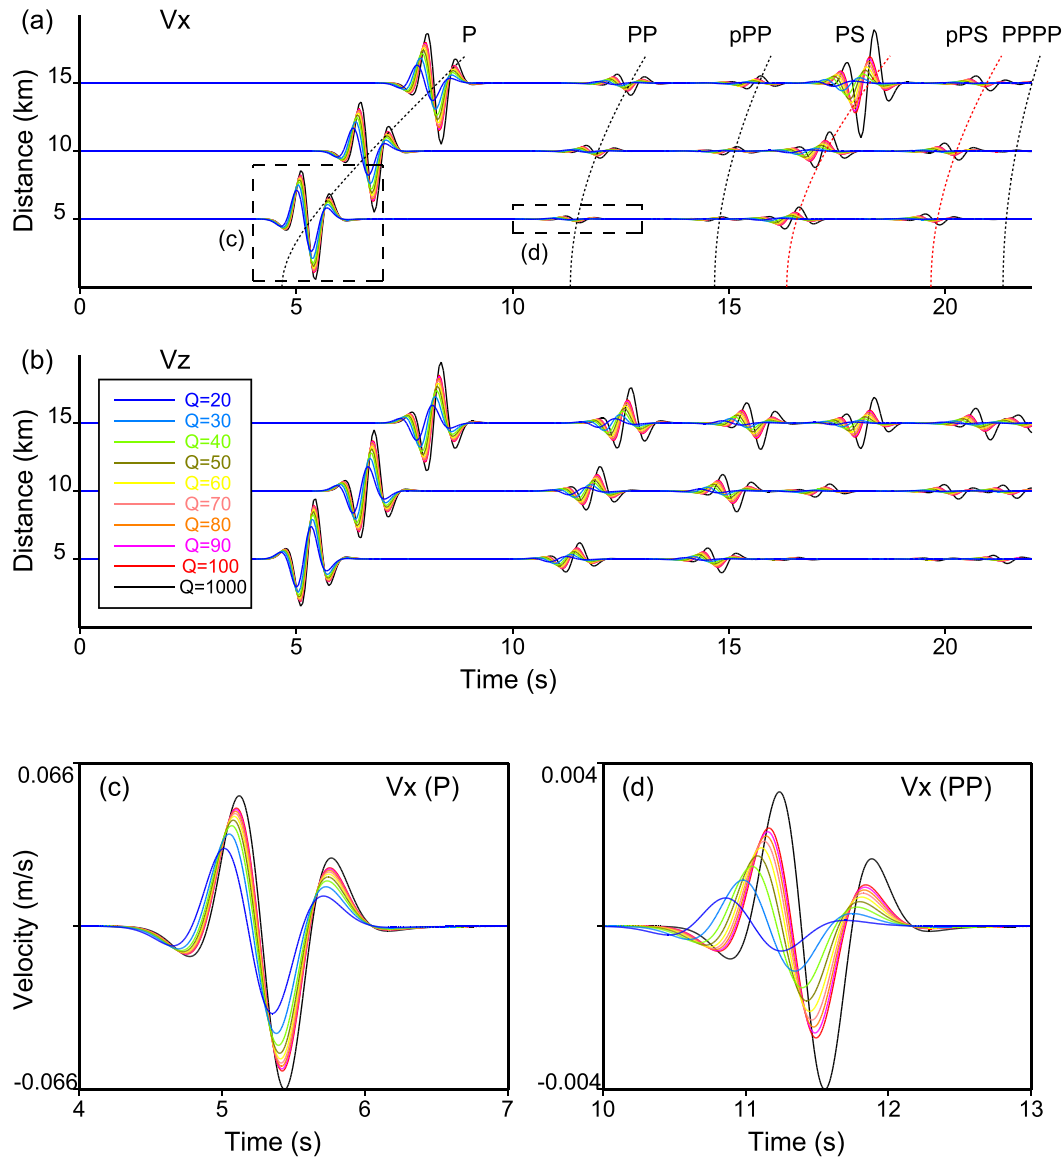 (a) Vx
P PP pPP PS pPS PPPP
Distance (km)
15
10
5
(c)
(d)
0 5 10 15 20
(b) Vz
Distance (km)
15
10
5
Q=20
Q=30
Q=40
Q=50
Q=60
Q=70
Q=80
Q=90
Q=100
Q=1000
0 5 10 15 20
Time (s)
(c) Vx (P)
0.066
-0.066
Velocity (m/s)
4 5 6 7
Time (s)
(d) Vx (PP)
0.004
-0.004
10 11 12 13
Time (s)